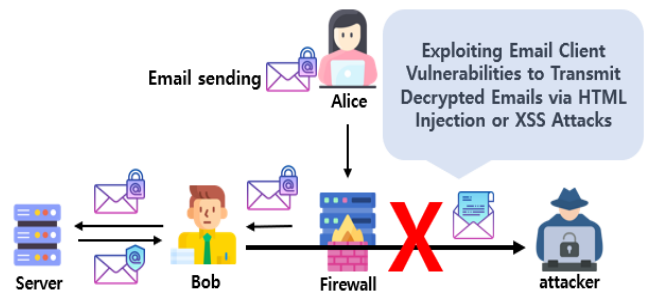 Exploiting Email Client
Vulnerabilities to Transmit
Decrypted Emails via HTML
Injection or XSS Attacks
Email sending
Alice
X
Server
Bob
Firewall
attacker